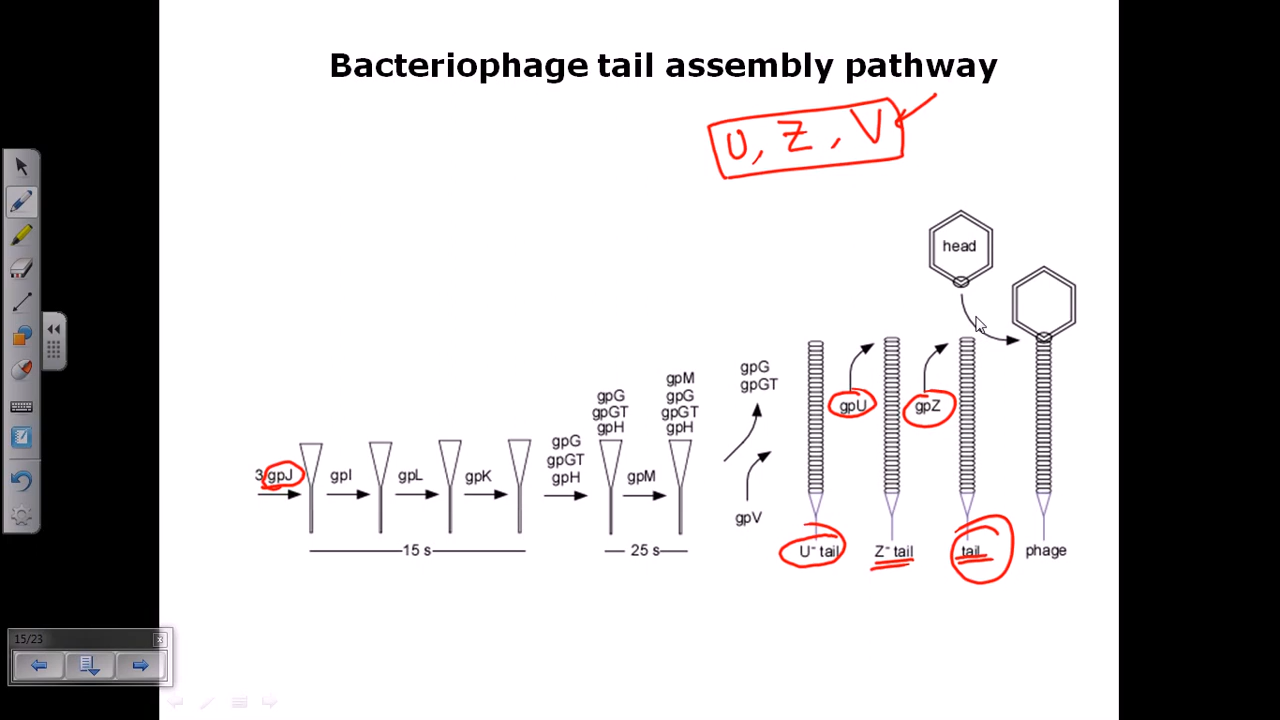 Bacteriophage tail assembly pathway
U, Z, V
head
gpM
gpG
gpG
gpG
gpGT
gpGT
gpGT
gpH
gpH
gpU
gpZ
gpG
gpGT
gpH
3 gpJ
gpI
gpL
gpK
gpM
gpV
15 s
25 s
U⁻ tail
Z⁻ tail
tail
phage
15/23